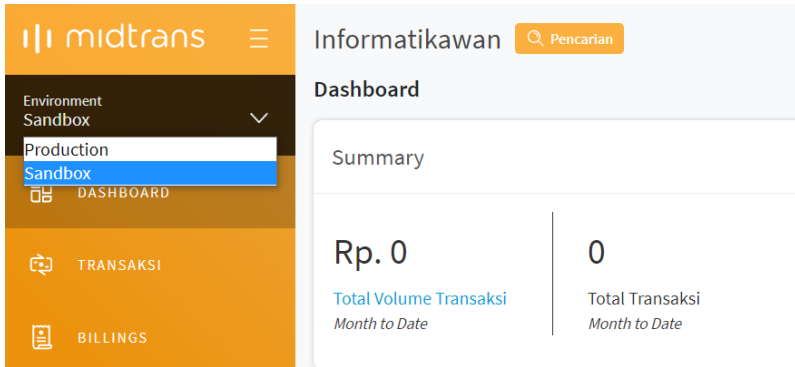 midtrans
Environment
Sandbox
Production
Sandbox
DASHBOARD
TRANSAKSI
BILLINGS
Informatikawan
Pencarian
Dashboard
Summary
Rp. 0
Total Volume Transaksi
Month to Date
0
Total Transaksi
Month to Date